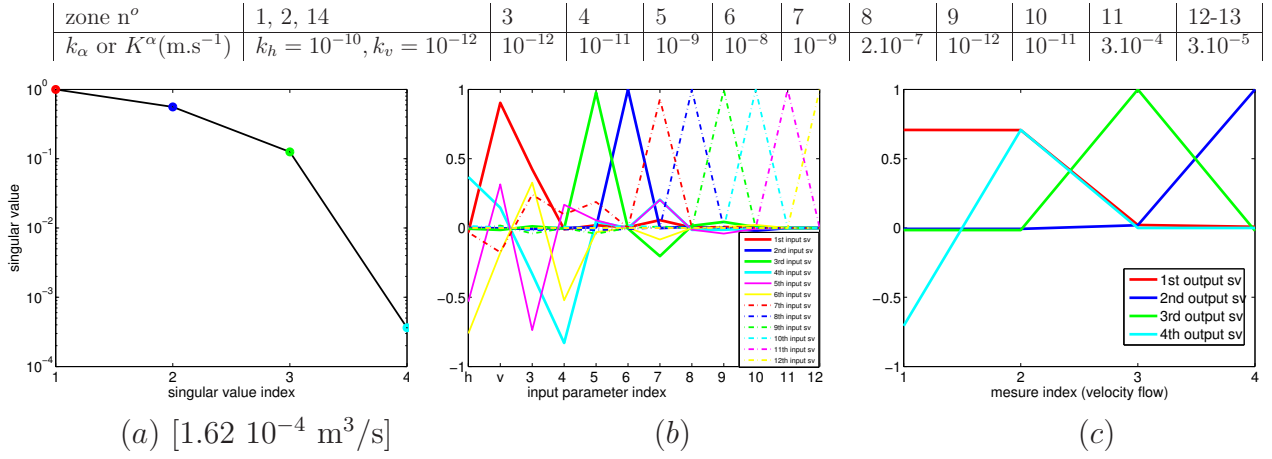 zone nᵒ | 1, 2, 14 | 3 | 4 | 5 | 6 | 7 | 8 | 9 | 10 | 11 | 12-13
k_α or K^α(m.s⁻¹) | k_h = 10⁻¹⁰, k_v = 10⁻¹² | 10⁻¹² | 10⁻¹¹ | 10⁻⁹ | 10⁻⁸ | 10⁻⁹ | 2.10⁻⁷ | 10⁻¹² | 10⁻¹¹ | 3.10⁻⁴ | 3.10⁻⁵
singular value
10⁰
10⁻¹
10⁻²
10⁻³
10⁻⁴
1 2 3 4
singular value index
(a) [1.62 10⁻⁴ m³/s]
1
0.5
0
−0.5
−1
1st input sv
2nd input sv
3rd input sv
4th input sv
5th input sv
6th input sv
7th input sv
8th input sv
9th input sv
10th input sv
11th input sv
12th input sv
h v 3 4 5 6 7 8 9 10 11 12
input parameter index
(b)
1
0.5
0
−0.5
−1
1st output sv
2nd output sv
3rd output sv
4th output sv
1 2 3 4
mesure index (velocity flow)
(c)